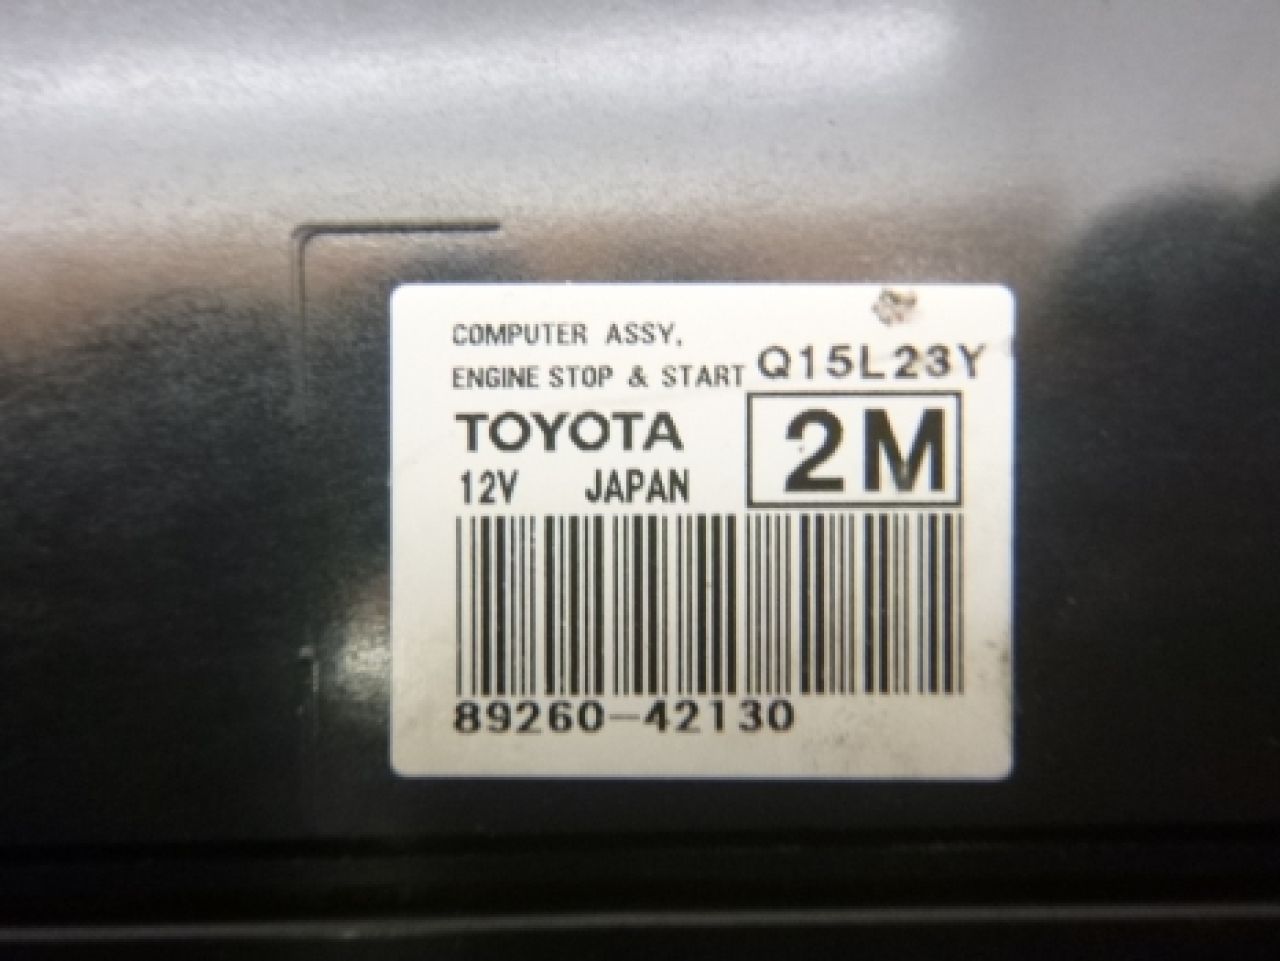 COMPUTER ASSY,
ENGINE STOP & START Q15L23Y
TOYOTA 2M
12V JAPAN
89260-42130